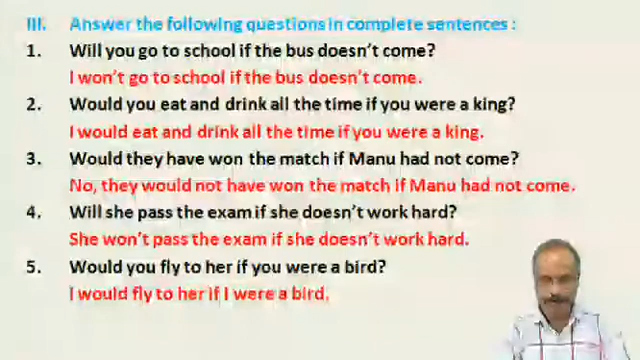 III. Answer the following questions in complete sentences :
1. Will you go to school if the bus doesn't come?
I won't go to school if the bus doesn't come.
2. Would you eat and drink all the time if you were a king?
I would eat and drink all the time if you were a king.
3. Would they have won the match if Manu had not come?
No, they would not have won the match if Manu had not come.
4. Will she pass the exam if she doesn't work hard?
She won't pass the exam if she doesn't work hard.
5. Would you fly to her if you were a bird?
I would fly to her if I were a bird.